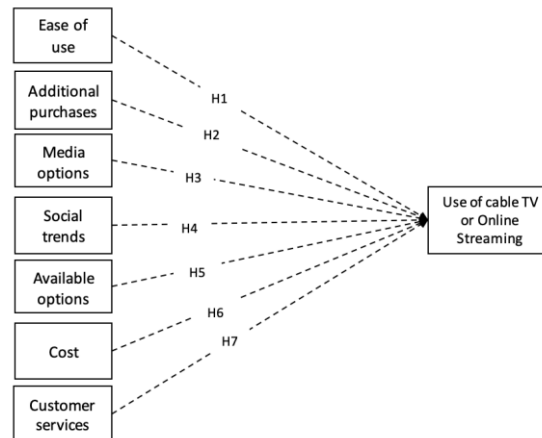 Ease of
use
H1
Additional
purchases
H2
Media
options
H3
Social
trends
H4
Use of cable TV
or Online
Streaming
Available
options
H5
Cost
H6
H7
Customer
services